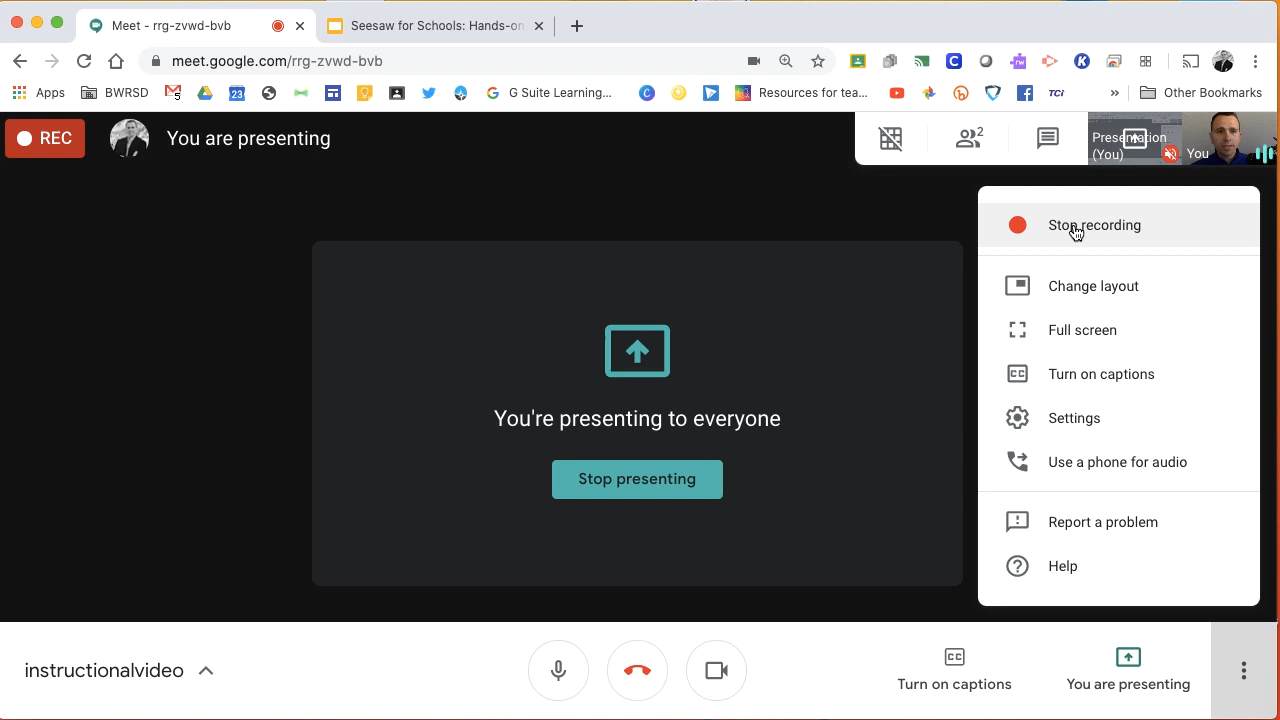 Meet - rrg-zvwd-bvb
Seesaw for Schools: Hands-on
meet.google.com/rrg-zvwd-bvb
Apps
BWRSD
23
G Suite Learning...
Resources for tea...
TCi
Other Bookmarks
REC
You are presenting
2
Presentation
(You)
You
Stop recording
Change layout
Full screen
Turn on captions
Settings
Use a phone for audio
Report a problem
Help
You're presenting to everyone
Stop presenting
instructionalvideo
Turn on captions
You are presenting